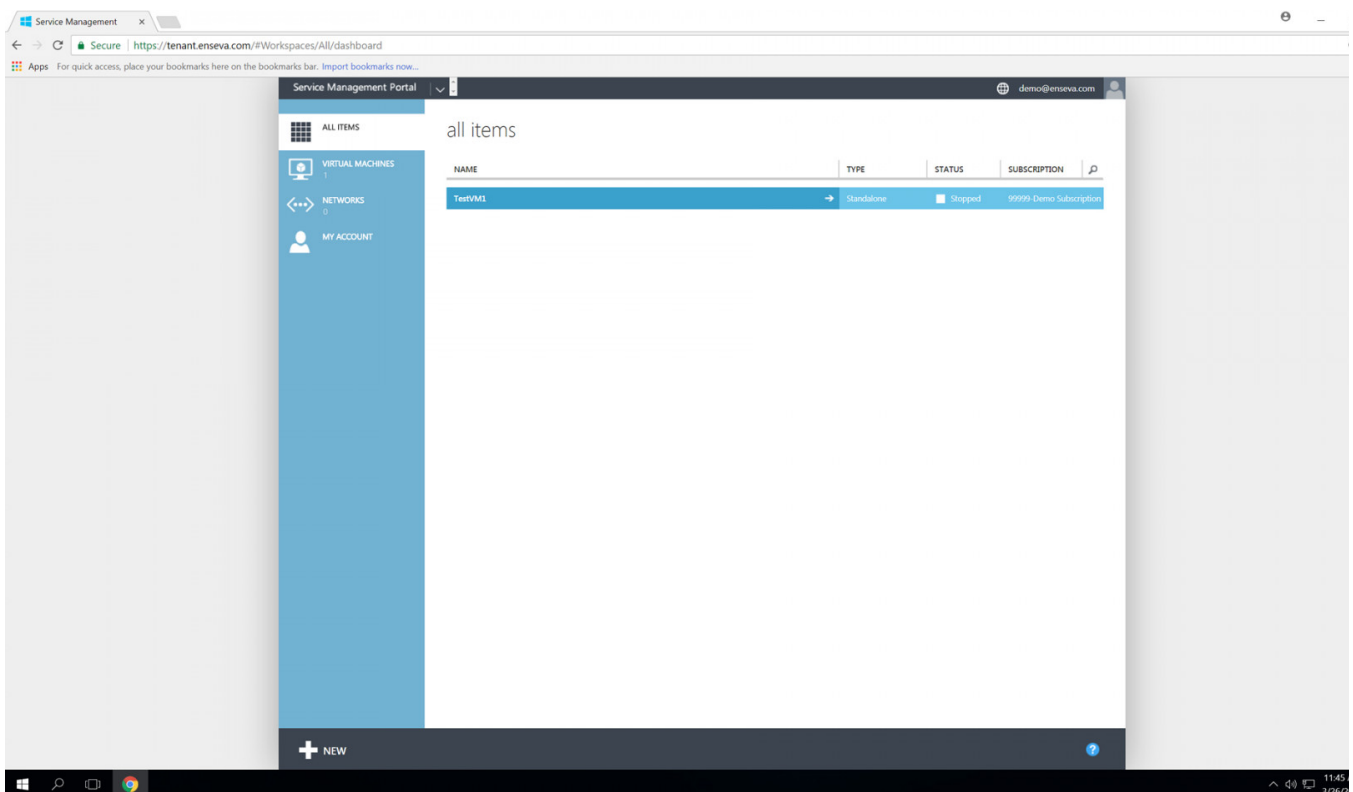 Service Management
Secure https://tenant.enseva.com/#Workspaces/All/dashboard
Apps For quick access, place your bookmarks here on the bookmarks bar. Import bookmarks now...
Service Management Portal
demo@enseva.com
ALL ITEMS
VIRTUAL MACHINES
1
NETWORKS
0
MY ACCOUNT
all items
NAME TYPE STATUS SUBSCRIPTION
TestVM1 Standalone Stopped 99999-Demo Subscription
NEW
?
11:45